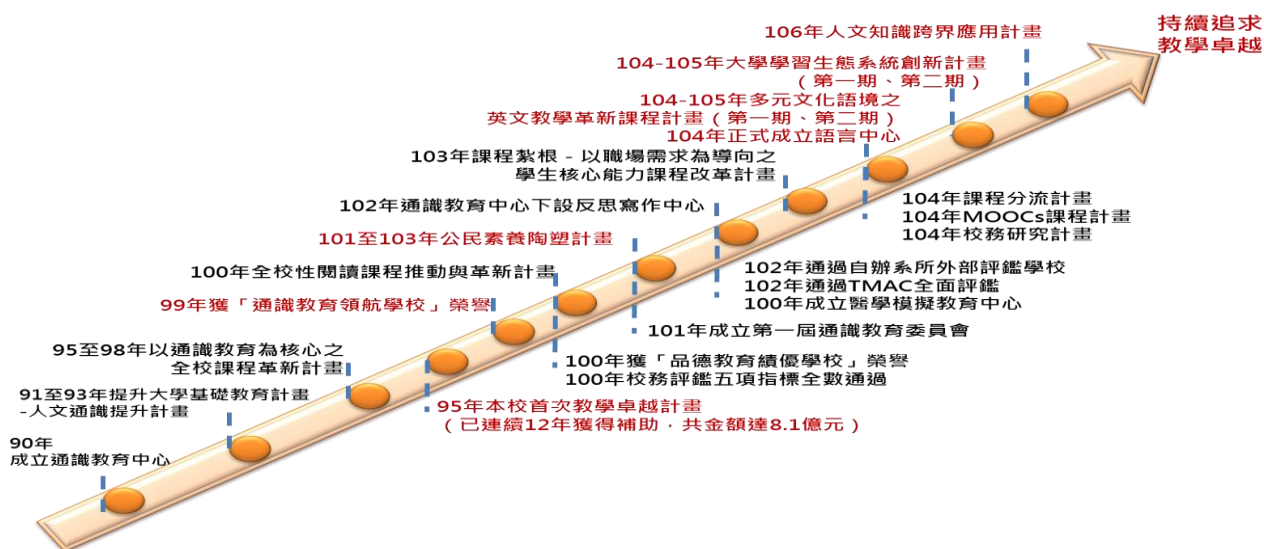 持續追求
教學卓越
106年人文知識跨界應用計畫
104-105年大學學習生態系統創新計畫
（第一期、第二期）
104-105年多元文化語境之
英文教學革新課程計畫（第一期、第二期）
104年正式成立語言中心
103年課程紮根－以職場需求為導向之
學生核心能力課程改革計畫
102年通識教育中心下設反思寫作中心
101至103年公民素養陶塑計畫
100年全校性閱讀課程推動與革新計畫
99年獲「通識教育領航學校」榮譽
95至98年以通識教育為核心之
全校課程革新計畫
91至93年提升大學基礎教育計畫
-人文通識提升計畫
90年
成立通識教育中心
104年課程分流計畫
104年MOOCs課程計畫
104年校務研究計畫
102年通過自辦系所外部評鑑學校
102年通過TMAC全面評鑑
100年成立醫學模擬教育中心
101年成立第一屆通識教育委員會
100年獲「品德教育績優學校」榮譽
100年校務評鑑五項指標全數通過
95年本校首次教學卓越計畫
（已連續12年獲得補助，共金額達8.1億元）